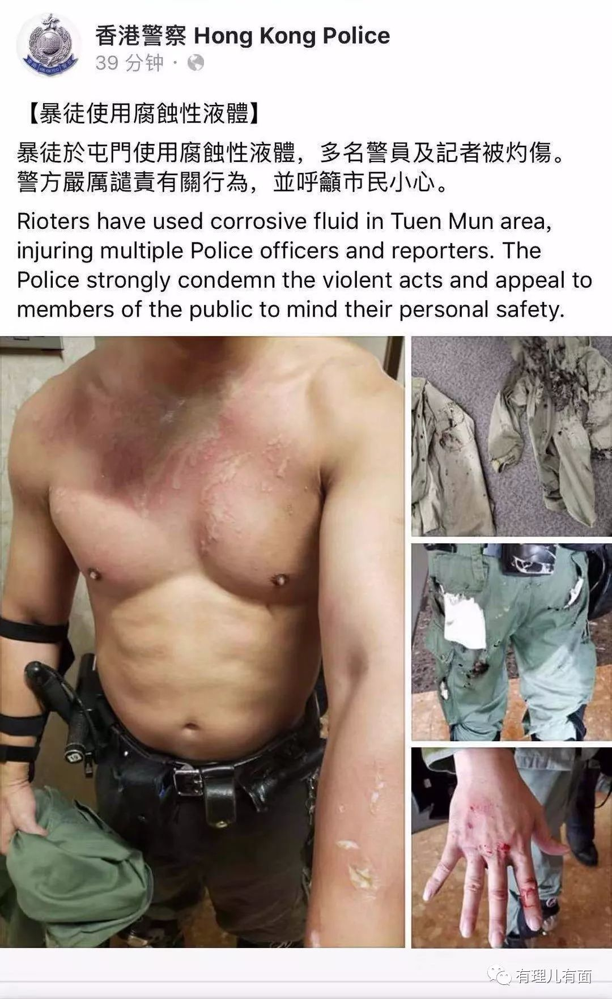 香港警察 Hong Kong Police
39 分钟 ·
【暴徒使用腐蝕性液體】
暴徒於屯門使用腐蝕性液體，多名警員及記者被灼傷。
警方嚴厲譴責有關行為，並呼籲市民小心。
Rioters have used corrosive fluid in Tuen Mun area,
injuring multiple Police officers and reporters. The
Police strongly condemn the violent acts and appeal to
members of the public to mind their personal safety.
有理儿有面